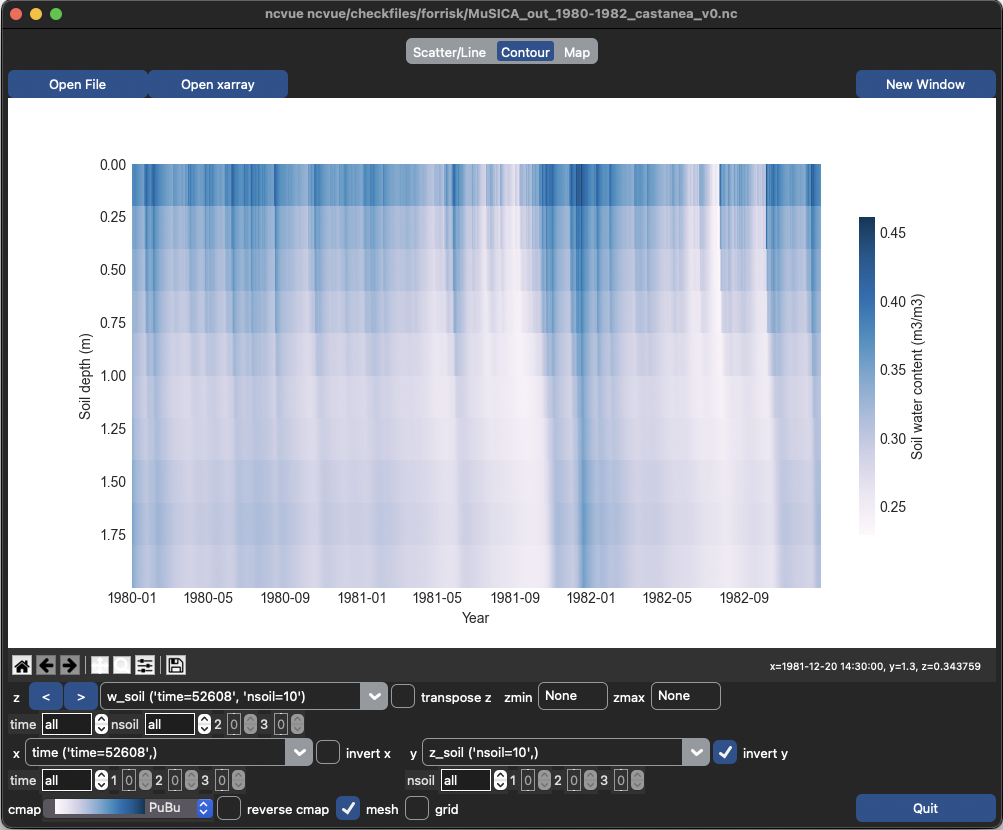 ncvue ncvue/checkfiles/forrisk/MuSICA_out_1980-1982_castanea_v0.nc
Scatter/Line Contour Map
Open File Open xarray New Window
0.00
0.25
0.50
0.75
1.00
1.25
1.50
1.75
Soil depth (m)
1980-01 1980-05 1980-09 1981-01 1981-05 1981-09 1982-01 1982-05 1982-09
Year
0.45
0.40
0.35
0.30
0.25
Soil water content (m3/m3)
x=1981-12-20 14:30:00, y=1.3, z=0.343759
z < > w_soil ('time=52608', 'nsoil=10') transpose z zmin None zmax None
time all nsoil all 2 0 3 0
x time ('time=52608',) invert x y z_soil ('nsoil=10',) invert y
time all 1 0 2 0 3 0 nsoil all 1 0 2 0 3 0
cmap PuBu reverse cmap mesh grid Quit